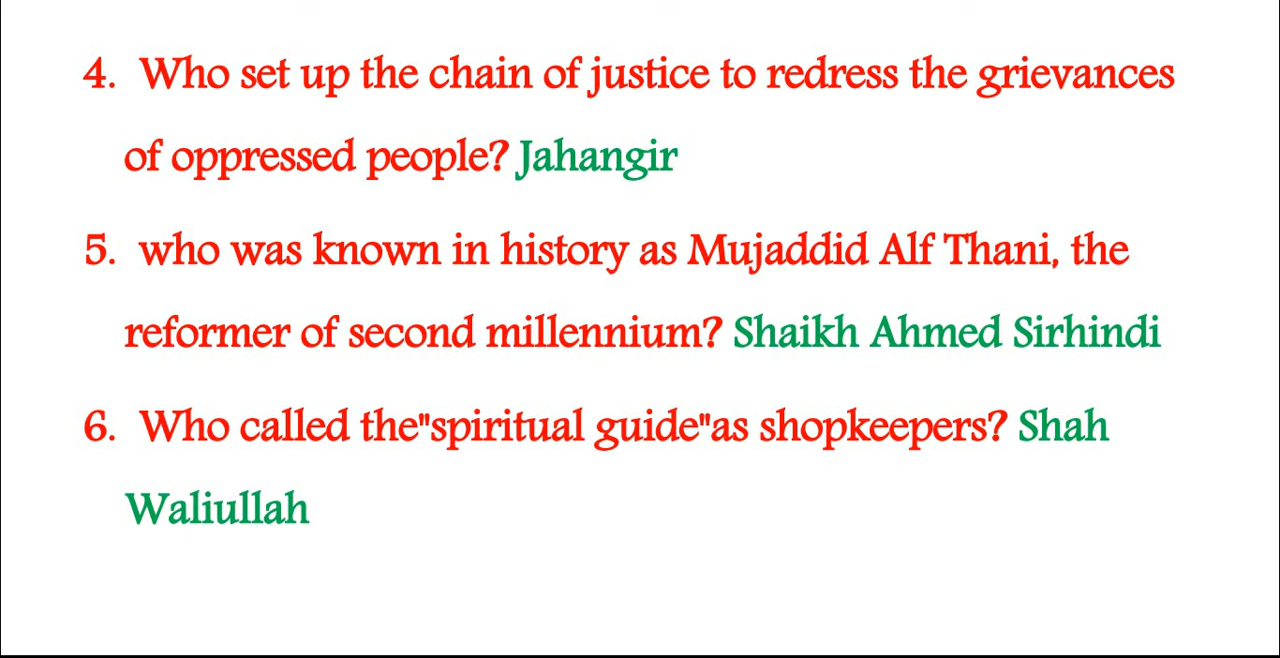 4. Who set up the chain of justice to redress the grievances
of oppressed people? Jahangir
5. who was known in history as Mujaddid Alf Thani, the
reformer of second millennium? Shaikh Ahmed Sirhindi
6. Who called the"spiritual guide"as shopkeepers? Shah
Waliullah